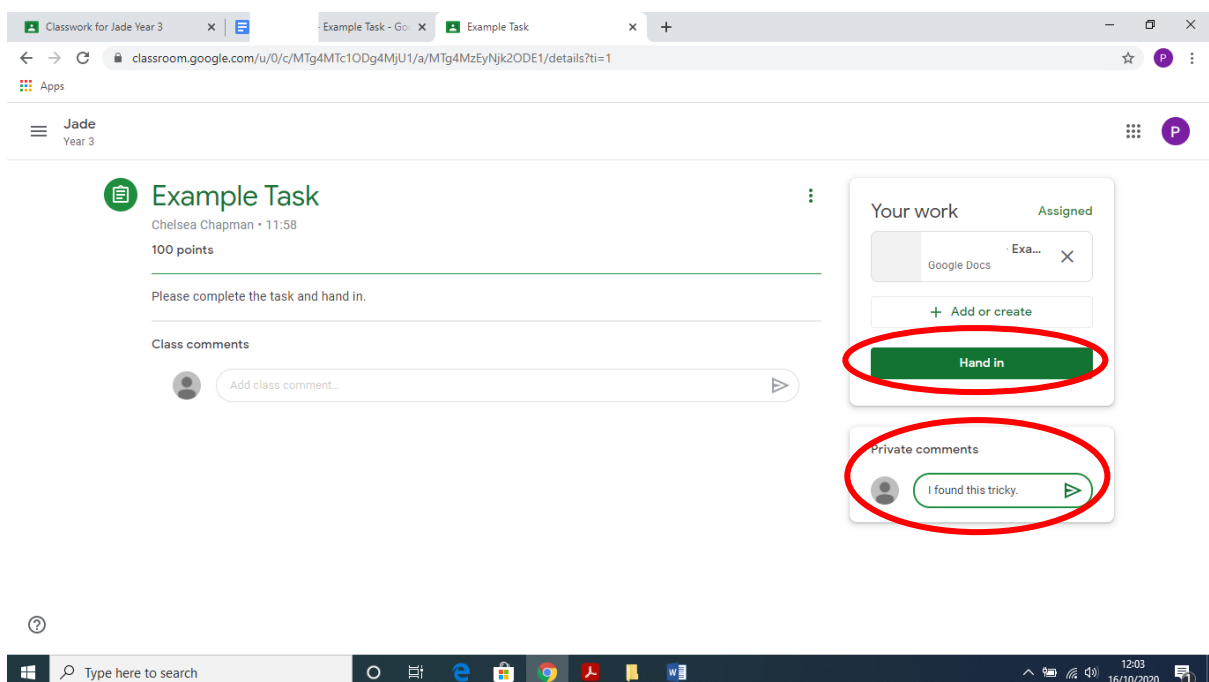 Classwork for Jade Year 3
Example Task - Goo
Example Task
classroom.google.com/u/0/c/MTg4MTc1ODg4MjU1/a/MTg4MzEyNjk2ODE1/details?ti=1
P
Apps
Jade
Year 3
P
Example Task
Chelsea Chapman • 11:58
100 points
Please complete the task and hand in.
Class comments
Add class comment...
Your work
Assigned
Exa...
Google Docs
+ Add or create
Hand in
Private comments
I found this tricky.
Type here to search
12:03
16/10/2020
1